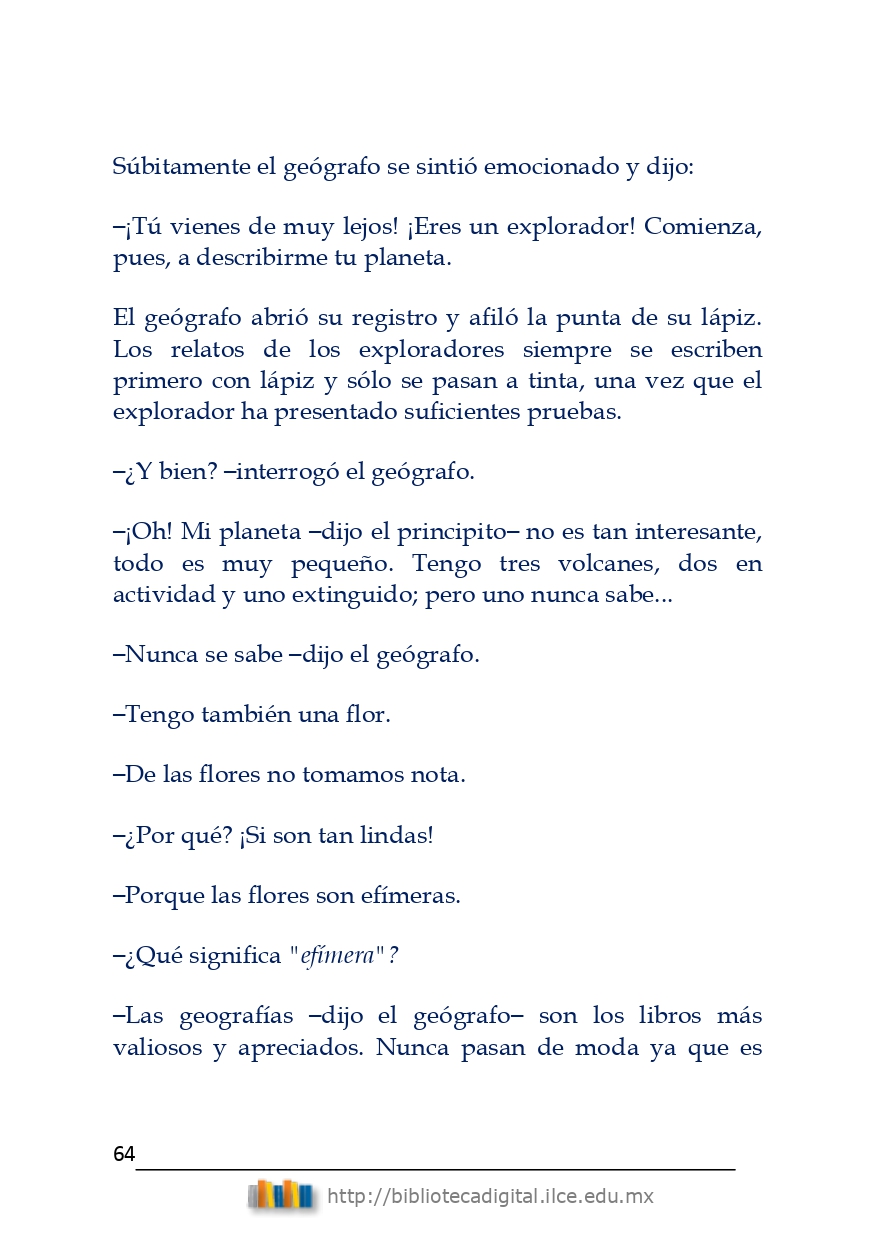 Súbitamente el geógrafo se sintió emocionado y dijo:
–¡Tú vienes de muy lejos! ¡Eres un explorador! Comienza,
pues, a describirme tu planeta.
El geógrafo abrió su registro y afiló la punta de su lápiz.
Los relatos de los exploradores siempre se escriben
primero con lápiz y sólo se pasan a tinta, una vez que el
explorador ha presentado suficientes pruebas.
–¿Y bien? –interrogó el geógrafo.
–¡Oh! Mi planeta –dijo el principito– no es tan interesante,
todo es muy pequeño. Tengo tres volcanes, dos en
actividad y uno extinguido; pero uno nunca sabe...
–Nunca se sabe –dijo el geógrafo.
–Tengo también una flor.
–De las flores no tomamos nota.
–¿Por qué? ¡Si son tan lindas!
–Porque las flores son efímeras.
–¿Qué significa "efímera"?
–Las geografías –dijo el geógrafo– son los libros más
valiosos y apreciados. Nunca pasan de moda ya que es
64
http://bibliotecadigital.ilce.edu.mx